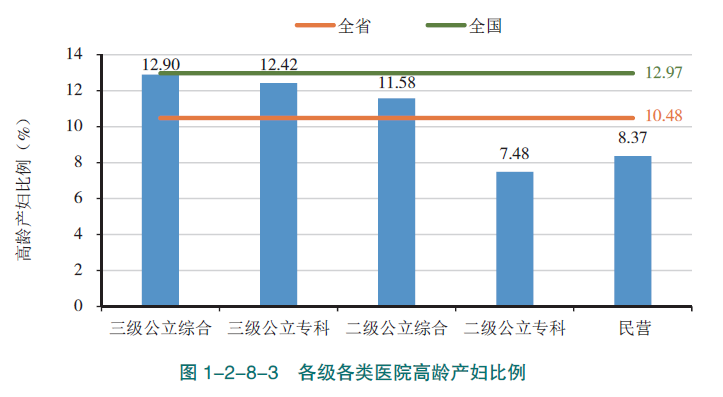 全省 全国
14
12
10
8
6
4
2
0
高龄产妇比例（%）
12.90 12.42 11.58 7.48 8.37
12.97
10.48
三级公立综合 三级公立专科 二级公立综合 二级公立专科 民营
图 1-2-8-3 各级各类医院高龄产妇比例